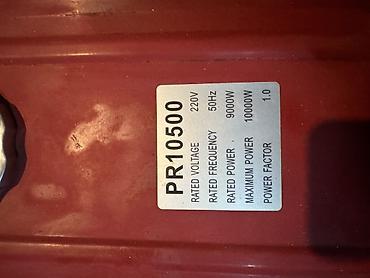 PR10500
RATED VOLTAGE 220V
RATED FREQUENCY 50Hz
RATED POWER . 9000W
MAXIMUM POWER 10000W
POWER FACTOR 1.0